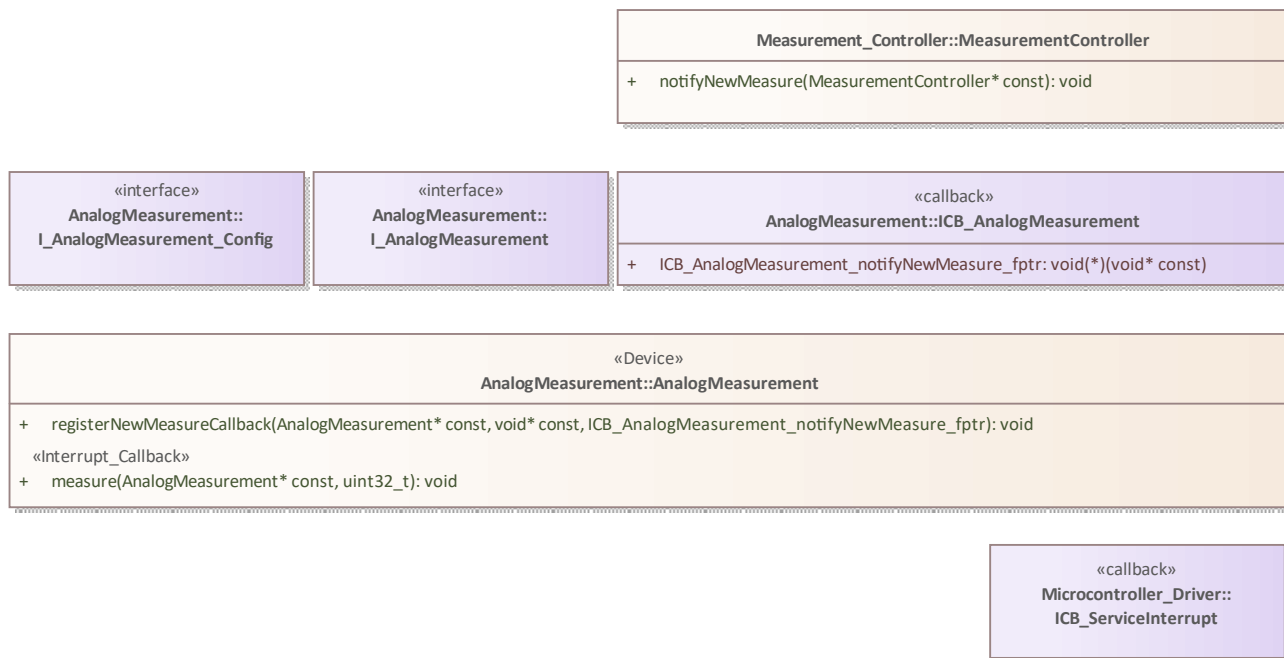 Measurement_Controller::MeasurementController
+ notifyNewMeasure(MeasurementController* const): void
«interface»
AnalogMeasurement::
I_AnalogMeasurement_Config
«interface»
AnalogMeasurement::
I_AnalogMeasurement
«callback»
AnalogMeasurement::ICB_AnalogMeasurement
+ ICB_AnalogMeasurement_notifyNewMeasure_fptr: void(*)(void* const)
«Device»
AnalogMeasurement::AnalogMeasurement
+ registerNewMeasureCallback(AnalogMeasurement* const, void* const, ICB_AnalogMeasurement_notifyNewMeasure_fptr): void
«Interrupt_Callback»
+ measure(AnalogMeasurement* const, uint32_t): void
«callback»
Microcontroller_Driver::
ICB_ServiceInterrupt